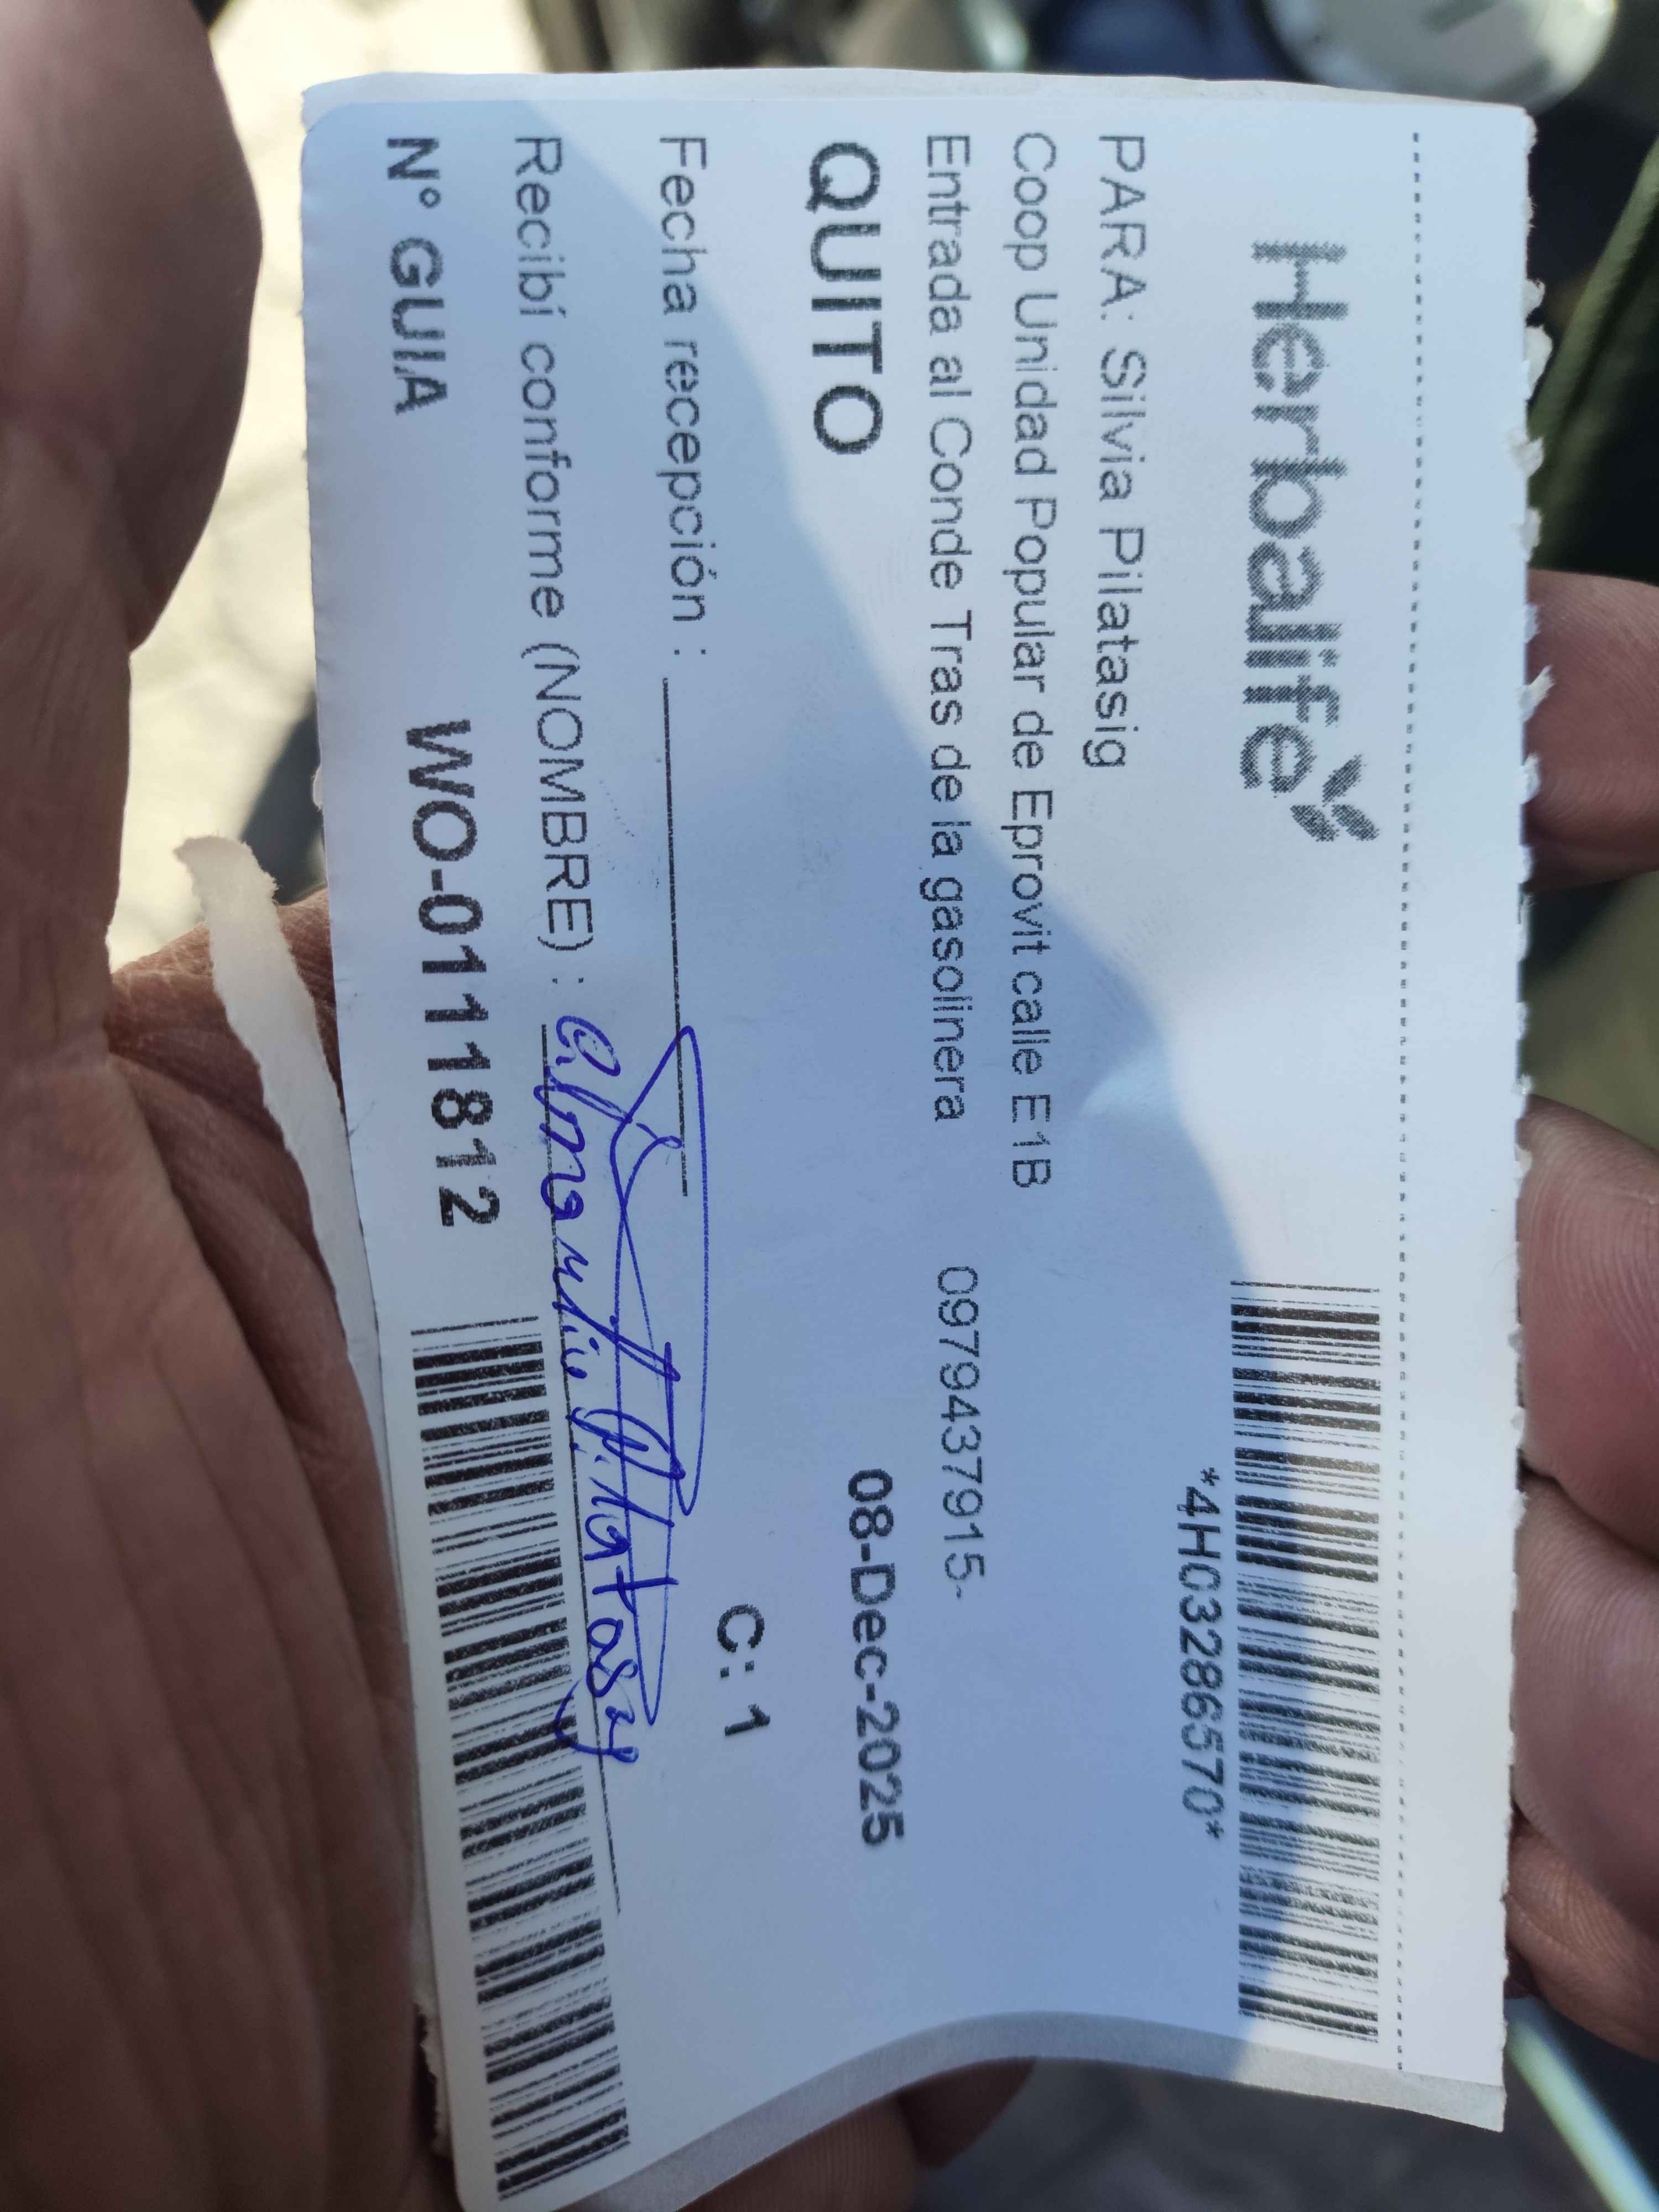 Herbalife
*4H03286570*
PARA: Silvia Pilatasig
Coop Unidad Popular de Eprovit calle E1B
Entrada al Conde Tras de la gasolinera 0979437915-
QUITO 08-Dec-2025
C: 1
Fecha recepción :
Recibí conforme (NOMBRE) : Pilatasig
N° GUIA WO-0111812